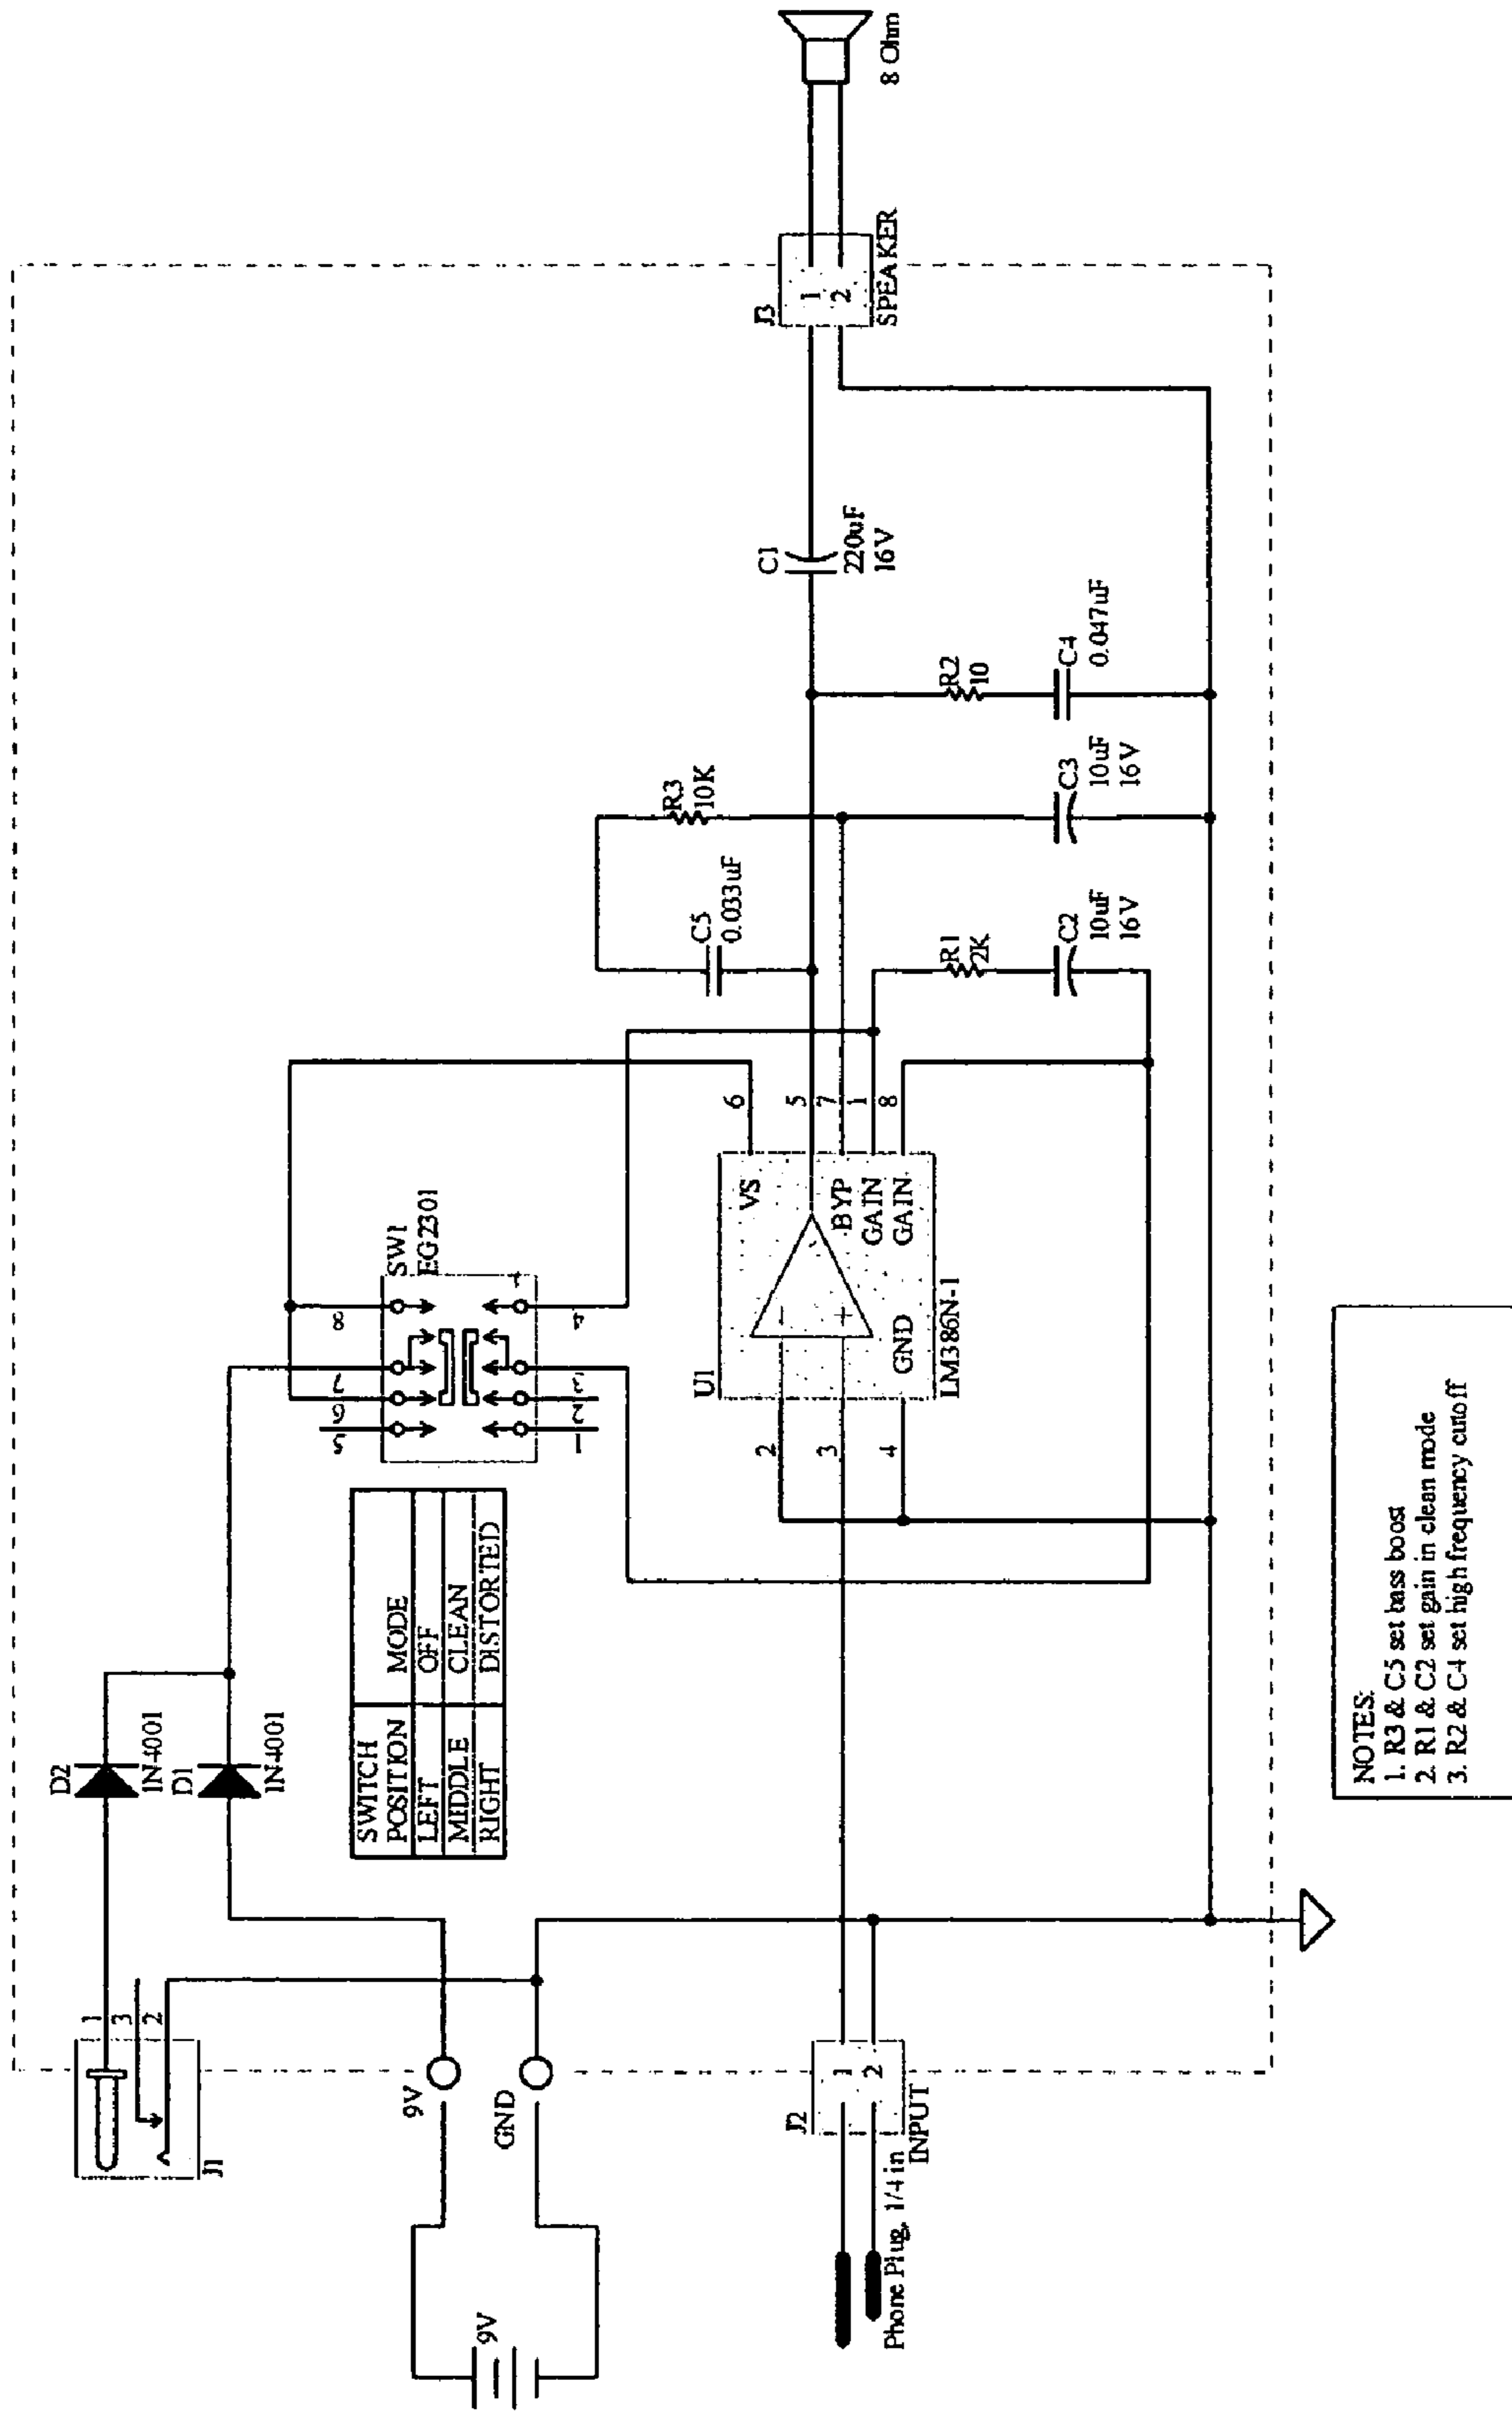 J1
1
3
2
D2
1N4001
D1
1N4001
9V
9V
GND
SWITCH POSITION MODE
LEFT OFF
MIDDLE CLEAN
RIGHT DISTORTED
SW1
EG2301
5
6
7
8
1
2
3
4
J2
1
2
INPUT
Phone Plug, 1/4 in
U1
2
3
4
VS
BYP
GAIN
GAIN
GND
LM386N-1
6
5
7
1
8
C5
0.033uF
R3
10K
R1
2K
C2
10uF
16V
C3
10uF
16V
R2
10
C4
0.047uF
C1
220uF
16V
J3
1
2
SPEAKER
8 Ohm
NOTES:
1. R3 & C5 set bass boost
2. R1 & C2 set gain in clean mode
3. R2 & C4 set high frequency cutoff